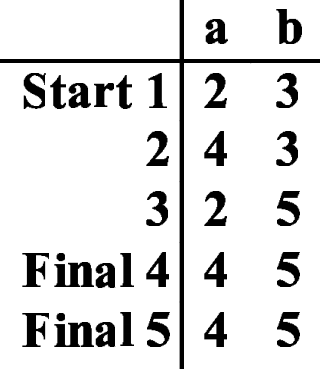 a b
Start 1 2 3
2 4 3
3 2 5
Final 4 4 5
Final 5 4 5